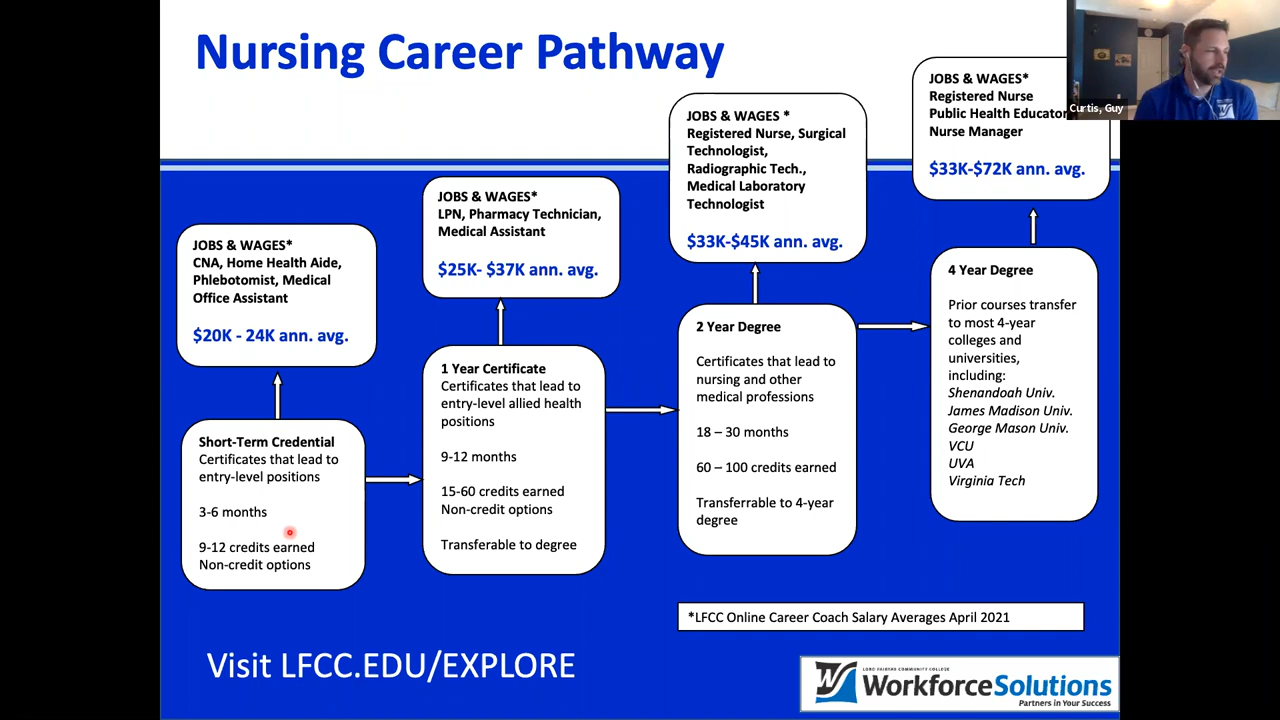 Nursing Career Pathway
Curtis, Guy
JOBS & WAGES*
CNA, Home Health Aide,
Phlebotomist, Medical
Office Assistant
$20K - 24K ann. avg.
Short-Term Credential
Certificates that lead to
entry-level positions
3-6 months
9-12 credits earned
Non-credit options
JOBS & WAGES*
LPN, Pharmacy Technician,
Medical Assistant
$25K- $37K ann. avg.
1 Year Certificate
Certificates that lead to
entry-level allied health
positions
9-12 months
15-60 credits earned
Non-credit options
Transferable to degree
JOBS & WAGES *
Registered Nurse, Surgical
Technologist,
Radiographic Tech.,
Medical Laboratory
Technologist
$33K-$45K ann. avg.
2 Year Degree
Certificates that lead to
nursing and other
medical professions
18 – 30 months
60 – 100 credits earned
Transferrable to 4-year
degree
JOBS & WAGES*
Registered Nurse
Public Health Educator
Nurse Manager
$33K-$72K ann. avg.
4 Year Degree
Prior courses transfer
to most 4-year
colleges and
universities,
including:
Shenandoah Univ.
James Madison Univ.
George Mason Univ.
VCU
UVA
Virginia Tech
*LFCC Online Career Coach Salary Averages April 2021
Visit LFCC.EDU/EXPLORE
LORD FAIRFAX COMMUNITY COLLEGE
WorkforceSolutions
Partners in Your Success